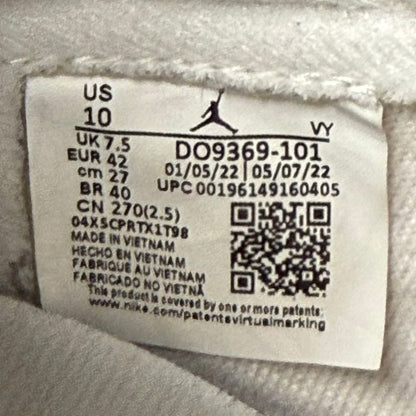 US
10
VY
UK 7.5
EUR 42
cm 27
BR 40
CN 270(2.5)
DO9369-101
01/05/22 05/07/22
UPC 00196149160405
04X5CPRTX1T98
MADE IN VIETNAM
HECHO EN VIETNAM
FABRIQUE AU VIETNAM
FABRICADO NO VIETNÃ
This product is covered by one or more patents:
www.nike.com/patentsvirtualmarking